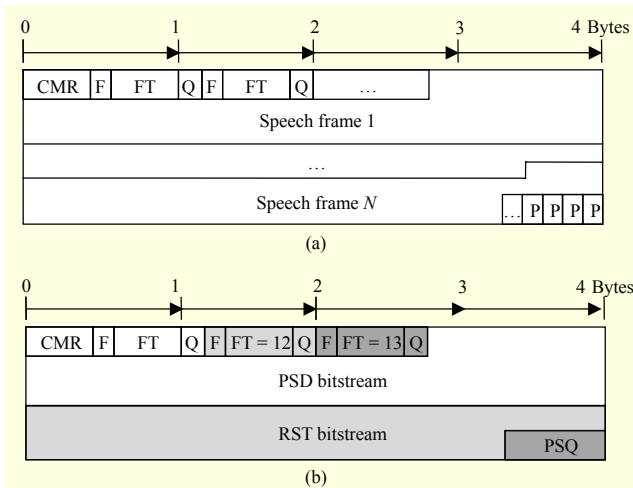 0 1 2 3 4 Bytes
CMR F FT Q F FT Q …
Speech frame 1
…
Speech frame N
… P P P P
(a)
0 1 2 3 4 Bytes
CMR F FT Q F FT = 12 Q F FT = 13 Q
PSD bitstream
RST bitstream
PSQ
(b)